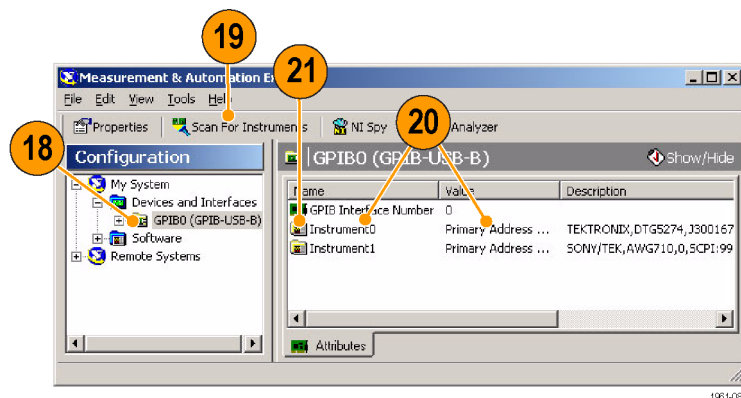 19
21
Measurement & Automation E
File Edit View Tools Help
Properties Scan For Instruments NI Spy Analyzer
20
18
Configuration
GPIB0 (GPIB-USB-B)
Show/Hide
My System
Devices and Interfaces
GPIB0 (GPIB-USB-B)
Software
Remote Systems
Name Value Description
GPIB Interface Number 0
Instrument0 Primary Address ... TEKTRONIX,DTG5274,J300167
Instrument1 Primary Address ... SONY/TEK,AWG710,0,SCPI:99
Attributes